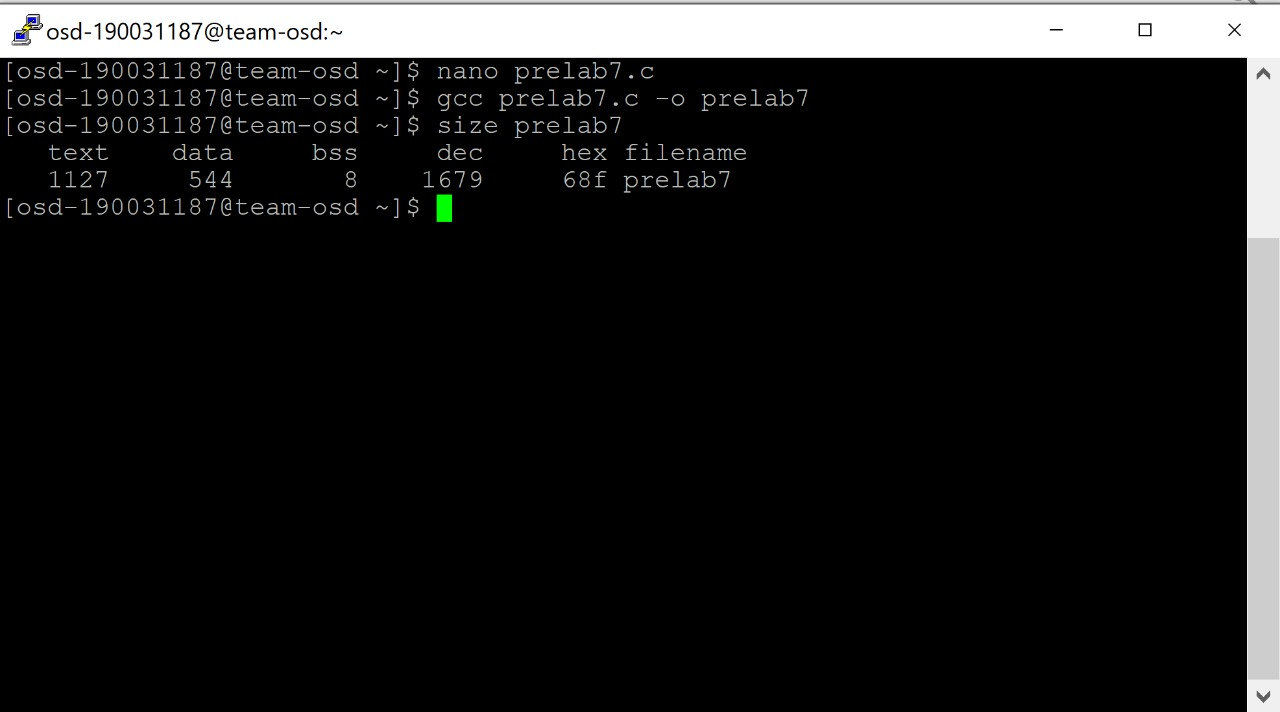 osd-190031187@team-osd:~
[osd-190031187@team-osd ~]$ nano prelab7.c
[osd-190031187@team-osd ~]$ gcc prelab7.c -o prelab7
[osd-190031187@team-osd ~]$ size prelab7
   text    data     bss     dec     hex filename
   1127     544       8    1679     68f prelab7
[osd-190031187@team-osd ~]$